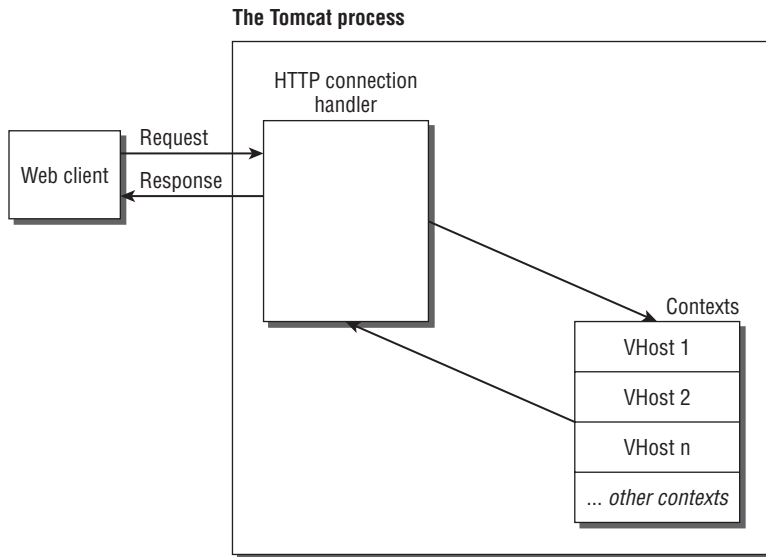 The Tomcat process
HTTP connection
handler
Request
Web client
Response
Contexts
VHost 1
VHost 2
VHost n
... other contexts